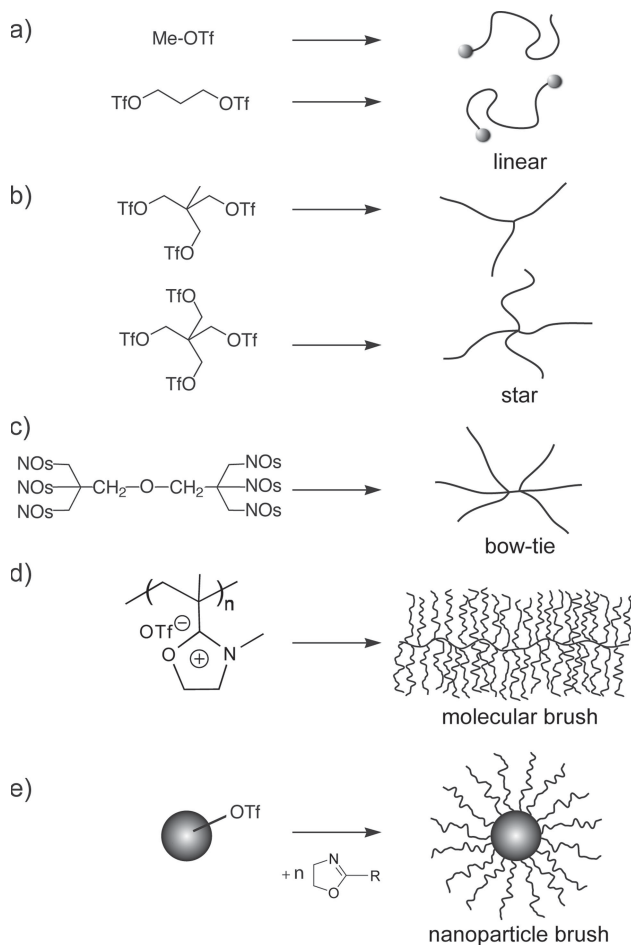 a)
Me-OTf
TfO OTf
linear
b)
TfO OTf
TfO
TfO
TfO OTf
TfO
star
c)
NOs NOs
NOs CH2 O CH2 NOs
NOs NOs
bow-tie
d)
n
OTf ⊖
O + N
molecular brush
e)
OTf
+ n N R
O
nanoparticle brush